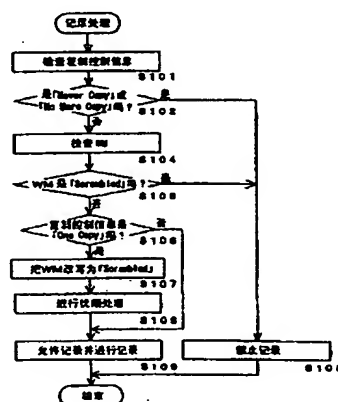 记录处理
检查复制控制信息
S101
是「Never Copy」或
「No More Copy」吗?
是
S102
否
检查WM
S104
WM是「Scrambled」吗?
是
S105
否
复制控制信息是
「One Copy」吗?
否
S106
是
把WM改写为「Scrambled」
S107
进行扰频处理
S108
允许记录并进行记录
S109
禁止记录
结束